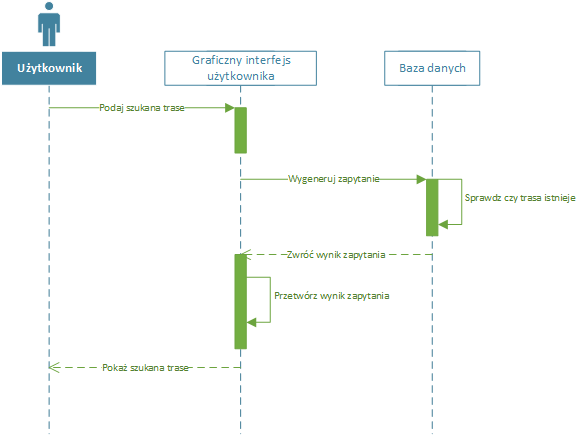 Użytkownik
Graficzny interfejs
użytkownika
Baza danych
Podaj szukana trase
Wygeneruj zapytanie
Sprawdz czy trasa istnieje
Zwróć wynik zapytania
Przetwórz wynik zapytania
Pokaż szukana trase